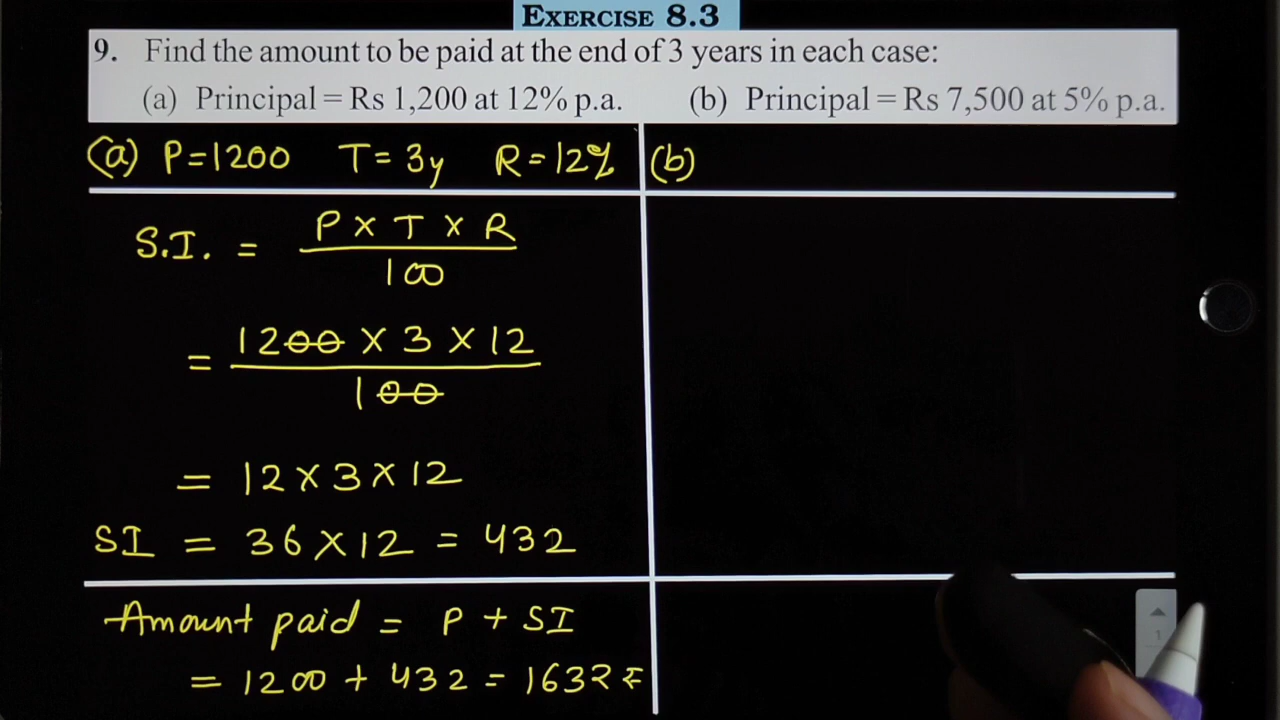 EXERCISE 8.3
9. Find the amount to be paid at the end of 3 years in each case:
(a) Principal = Rs 1,200 at 12% p.a. (b) Principal = Rs 7,500 at 5% p.a.
(a) P=1200 T=3y R=12%
(b)
S.I. = P X T X R
100
= 1200 X 3 X 12
100
= 12 X 3 X 12
SI = 36 X 12 = 432
Amount paid = P + SI
= 1200 + 432 = 1632 ₹
1